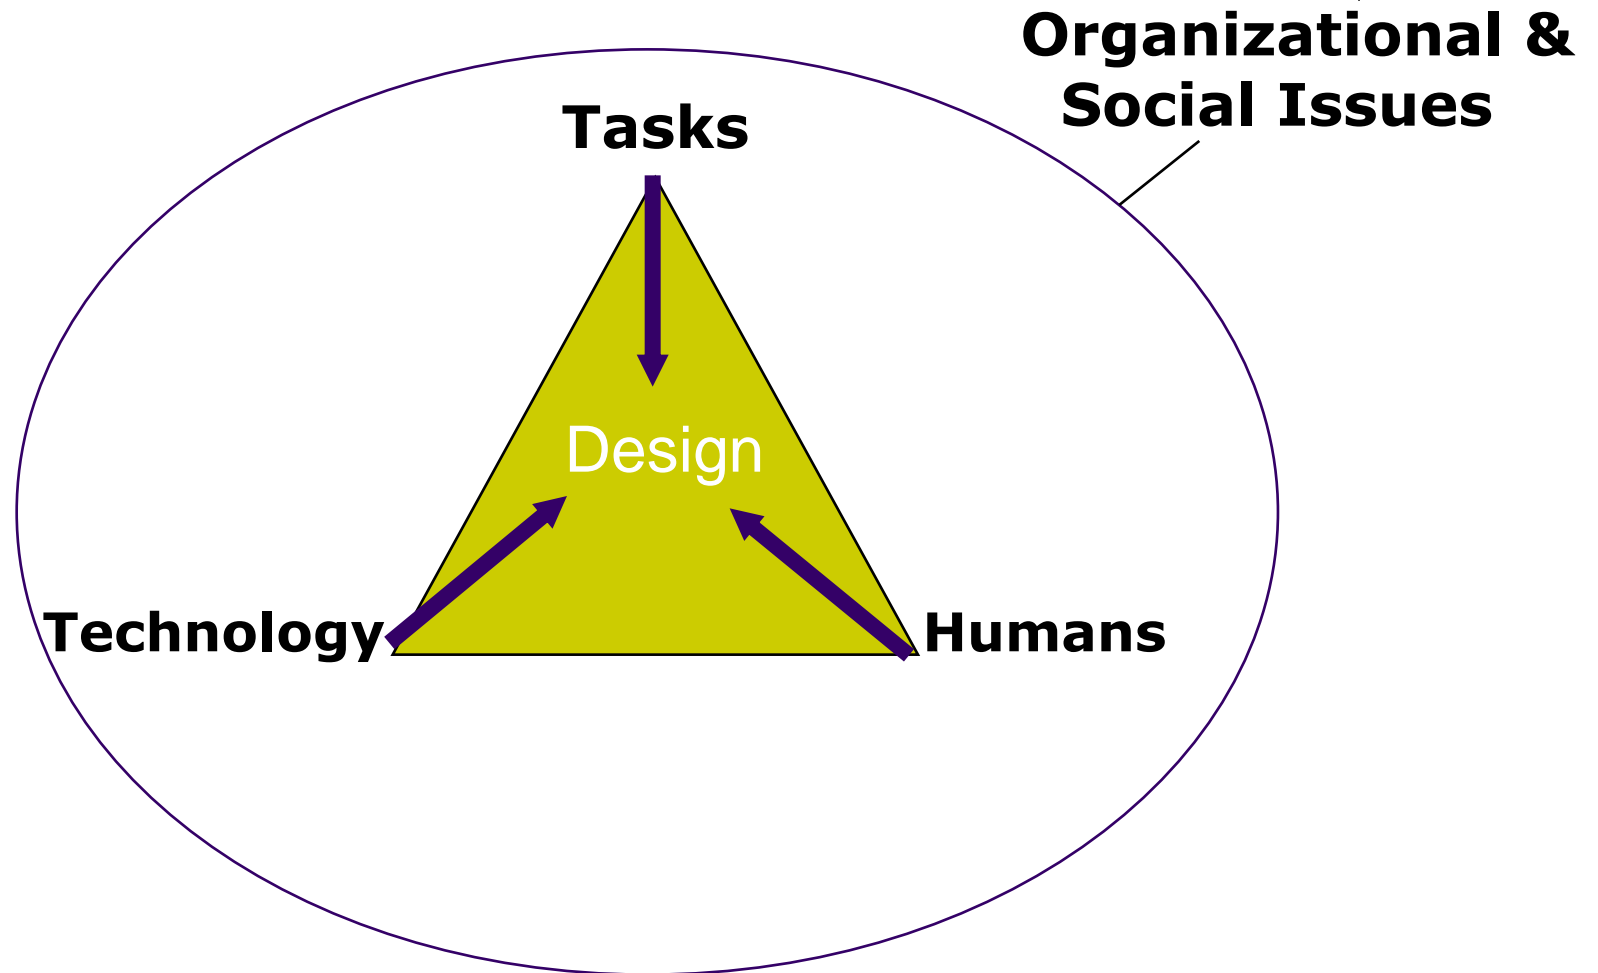 Organizational &
Social Issues
Tasks
Design
Technology
Humans